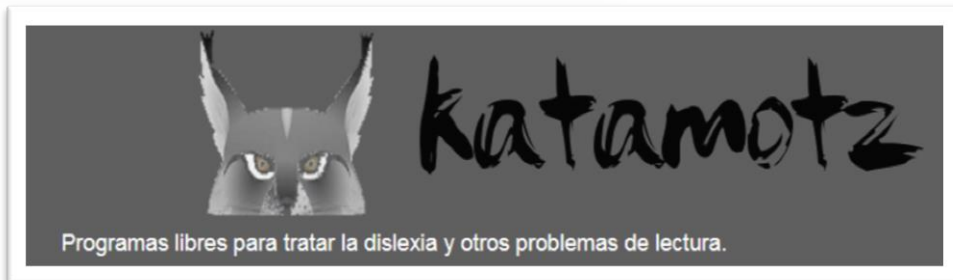 katamotz
Programas libres para tratar la dislexia y otros problemas de lectura.